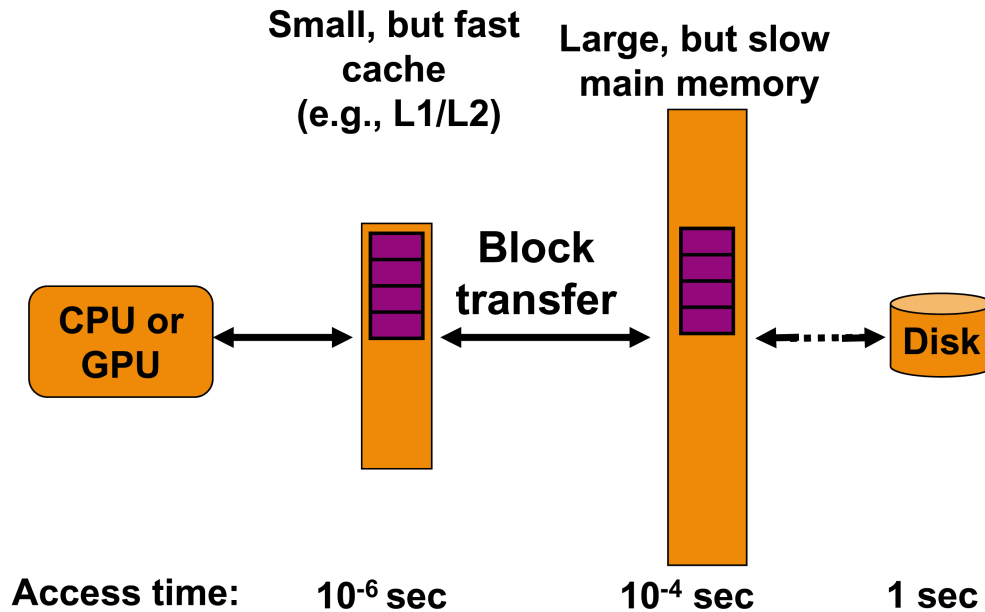 Small, but fast
cache
(e.g., L1/L2)
Large, but slow
main memory
Block
transfer
CPU or
GPU
Disk
Access time: 10⁻⁶ sec 10⁻⁴ sec 1 sec